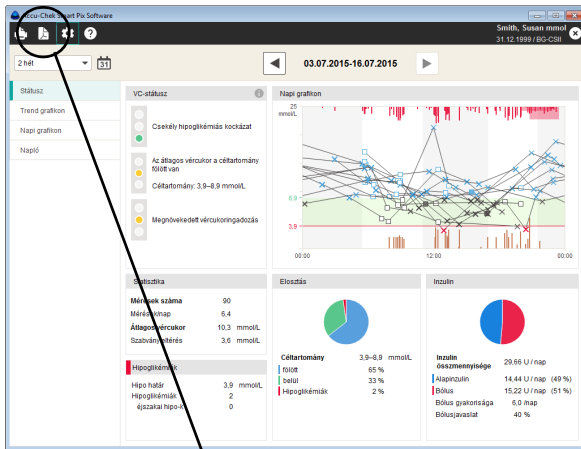 Accu-Chek Smart Pix Software
Smith, Susan mmol
31.12.1999 / BG-CSII
2 hét
31
03.07.2015-16.07.2015
Státusz
Trend grafikon
Napi grafikon
Napló
VC-státusz
Csekély hipoglikémiás kockázat
Az átlagos vércukor a céltartomány
fölött van
Céltartomány: 3,9–8,9 mmol/L
Megnövekedett vércukoringadozás
Napi grafikon
25
mmol/L
8,9
3,9
00:00
12:00
00:00
Statisztika
Mérések száma 90
Mérések/nap 6,4
Átlagos vércukor 10,3 mmol/L
Szabványeltérés 3,6 mmol/L
Hipoglikémiák
Hipo határ 3,9 mmol/L
Hipoglikémiák 2
éjszakai hipo-k 0
Elosztás
Céltartomány 3,9–8,9 mmol/L
fölött 65 %
belül 33 %
Hipoglikémiák 2 %
Inzulin
Inzulin
összmennyisége 29,66 U / nap
Alapinzulin 14,44 U / nap (49 %)
Bólus 15,22 U / nap (51 %)
Bólus gyakorisága 6,0 /nap
Bólusjavaslat 40 %